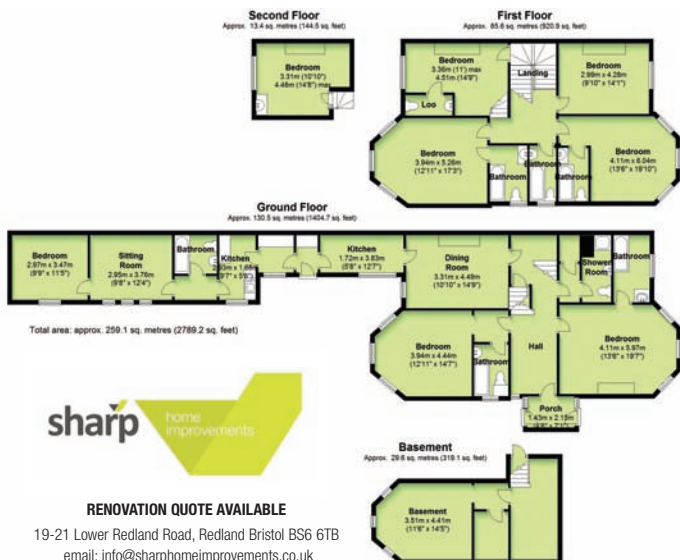 Second Floor
Approx. 13.4 sq. metres (144.5 sq. feet)
Bedroom
3.31m (10'10")
4.48m (14'8") max
First Floor
Approx. 85.6 sq. metres (920.9 sq. feet)
Bedroom
3.36m (11') max
4.51m (14'9")
Landing
Bedroom
2.99m x 4.28m
(9'10" x 14'1")
Loo
Bedroom
3.94m x 5.26m
(12'11" x 17'3")
Bathroom
Bathroom
Bathroom
Bedroom
4.11m x 6.04m
(13'6" x 19'10")
Ground Floor
Approx. 130.5 sq. metres (1404.7 sq. feet)
Bedroom
2.97m x 3.47m
(9'9" x 11'5")
Sitting
Room
2.95m x 3.76m
(9'8" x 12'4")
Bathroom
Kitchen
Kitchen
1.72m x 3.83m
(5'8" x 12'7")
Dining
Room
3.31m x 4.49m
(10'10" x 14'9")
Shower
Room
Bathroom
Bedroom
3.94m x 4.44m
(12'11" x 14'7")
Bathroom
Hall
Bedroom
4.11m x 5.97m
(13'6" x 19'7")
Porch
1.43m x 2.15m
Total area: approx. 259.1 sq. metres (2789.2 sq. feet)
sharp
home
improvements
Basement
Approx. 29.6 sq. metres (319.1 sq. feet)
Basement
3.51m x 4.41m
(11'6" x 14'5")
RENOVATION QUOTE AVAILABLE
19-21 Lower Redland Road, Redland Bristol BS6 6TB
email: info@sharphomeimprovements.co.uk